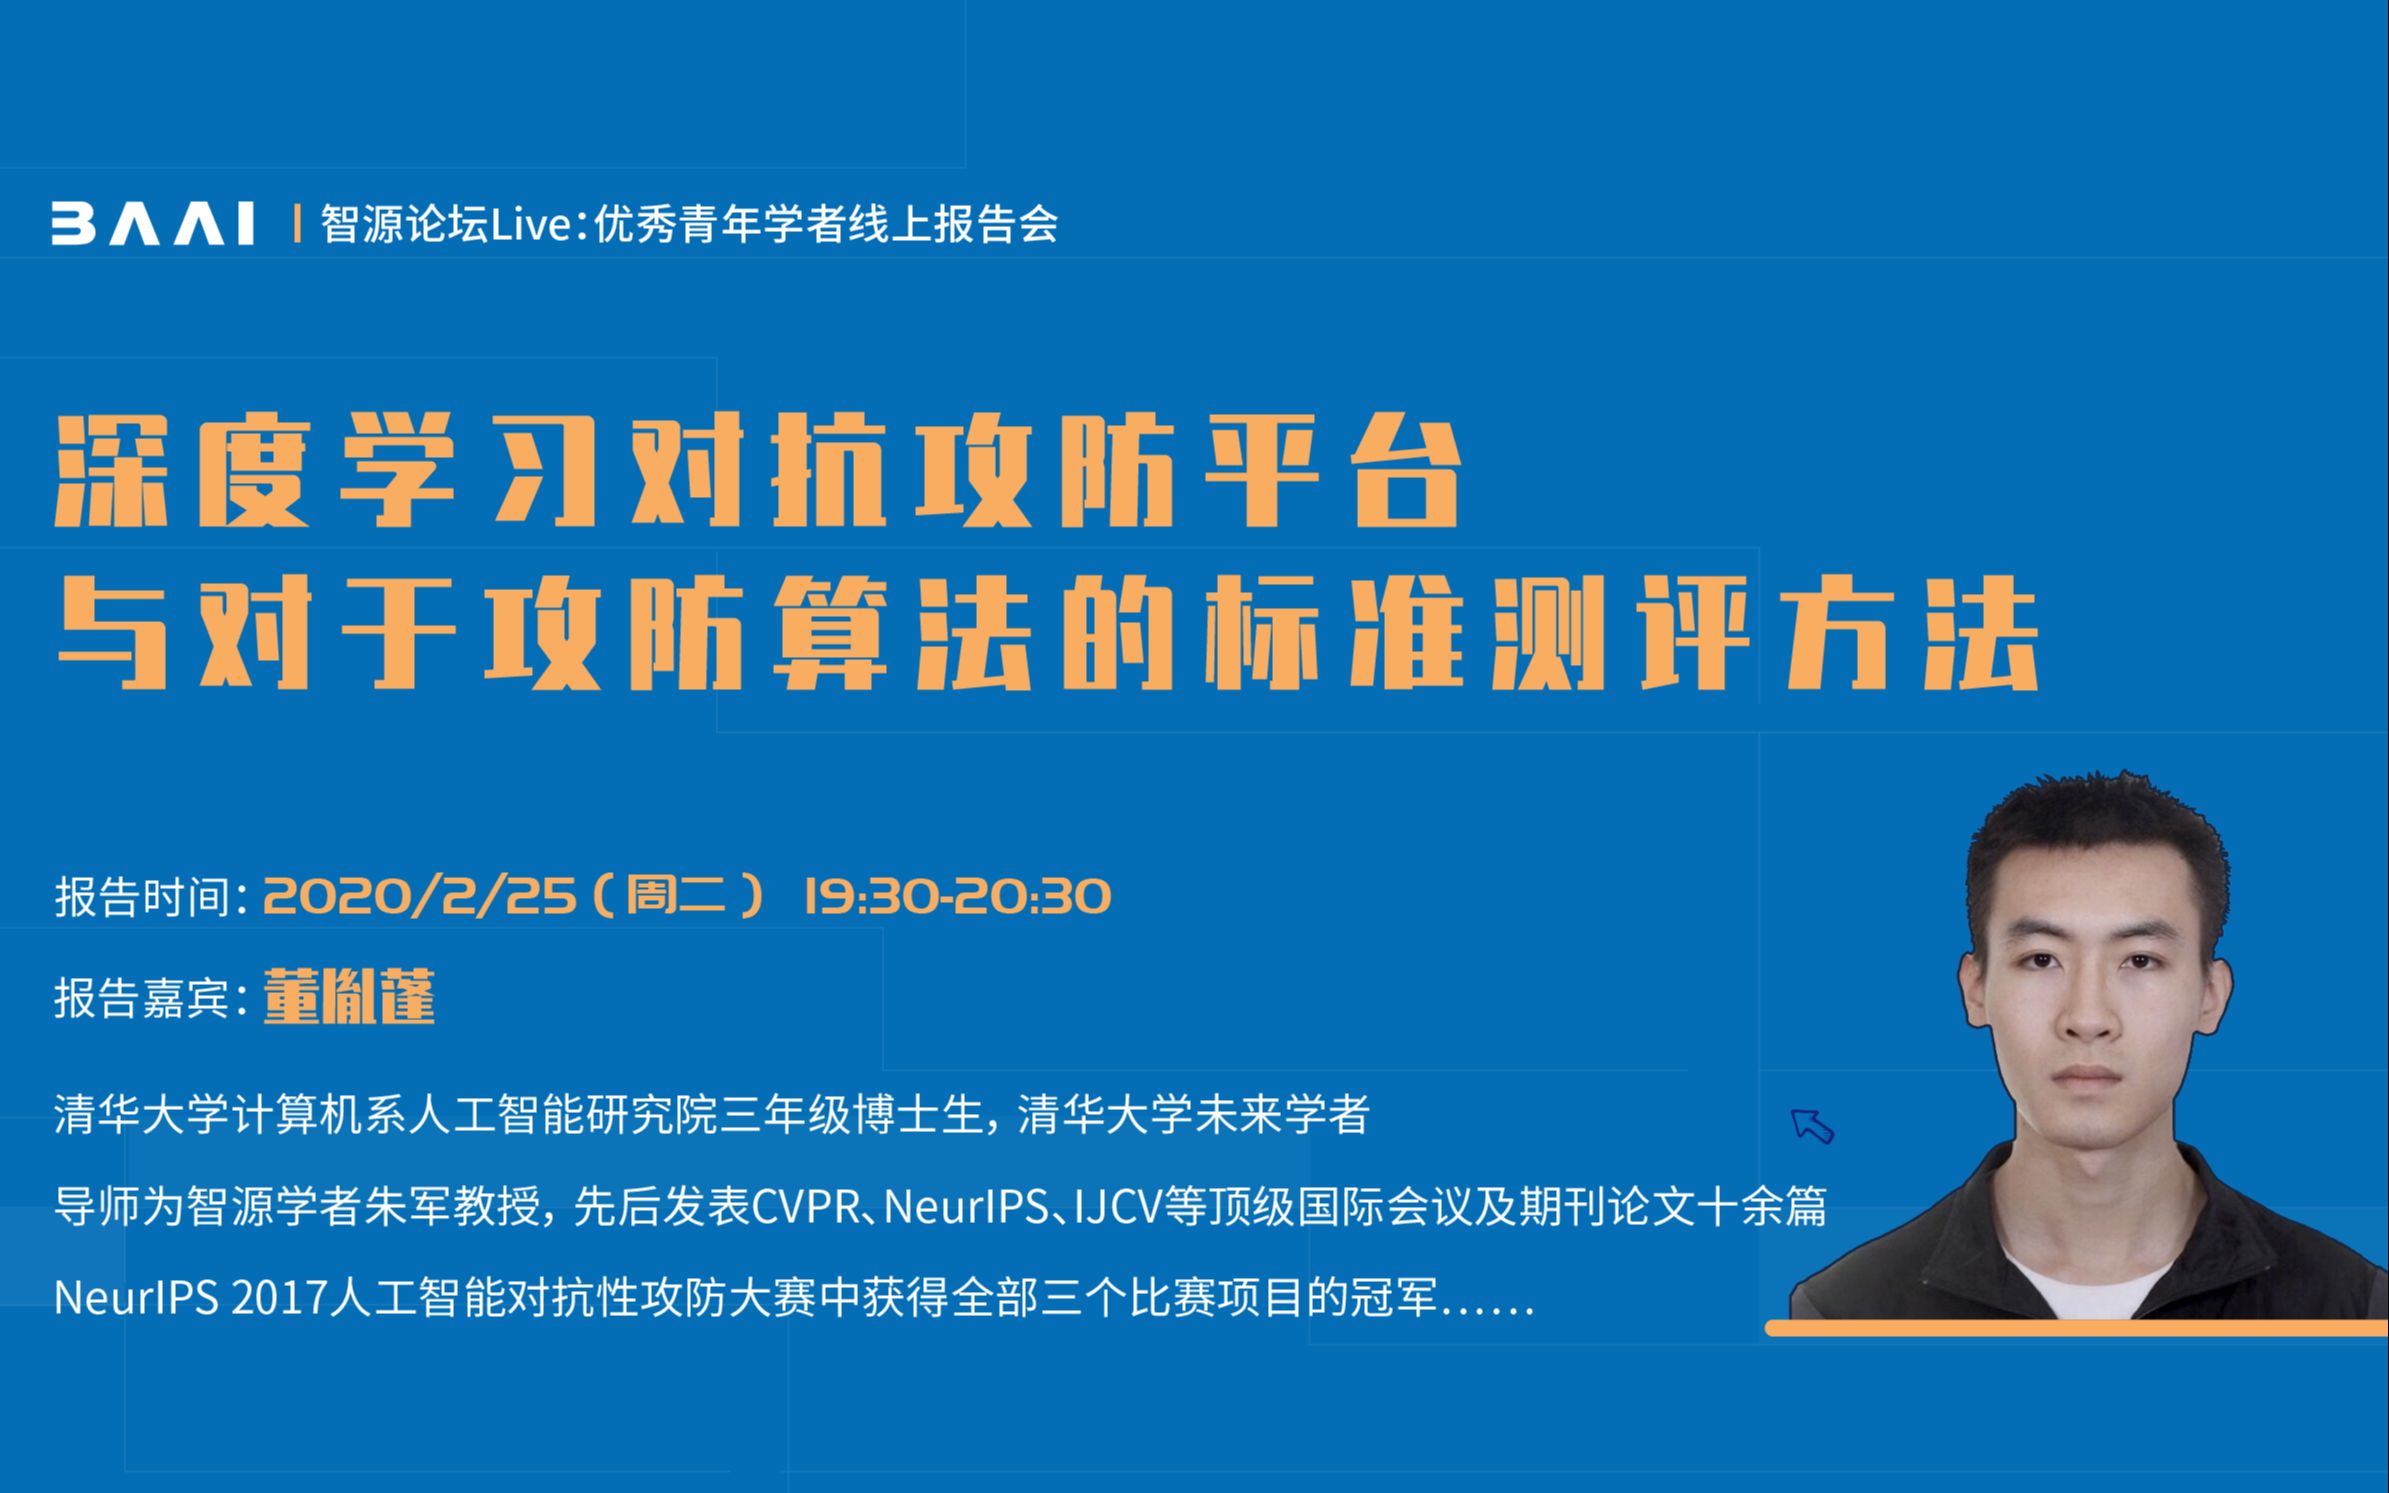 BAAI 智源论坛Live：优秀青年学者线上报告会
深度学习对抗攻防平台
与对于攻防算法的标准测评方法
报告时间：2020/2/25（周二） 19:30-20:30
报告嘉宾：董胤蓬
清华大学计算机系人工智能研究院三年级博士生，清华大学未来学者
导师为智源学者朱军教授，先后发表CVPR、NeurIPS、IJCV等顶级国际会议及期刊论文十余篇
NeurIPS 2017人工智能对抗性攻防大赛中获得全部三个比赛项目的冠军……